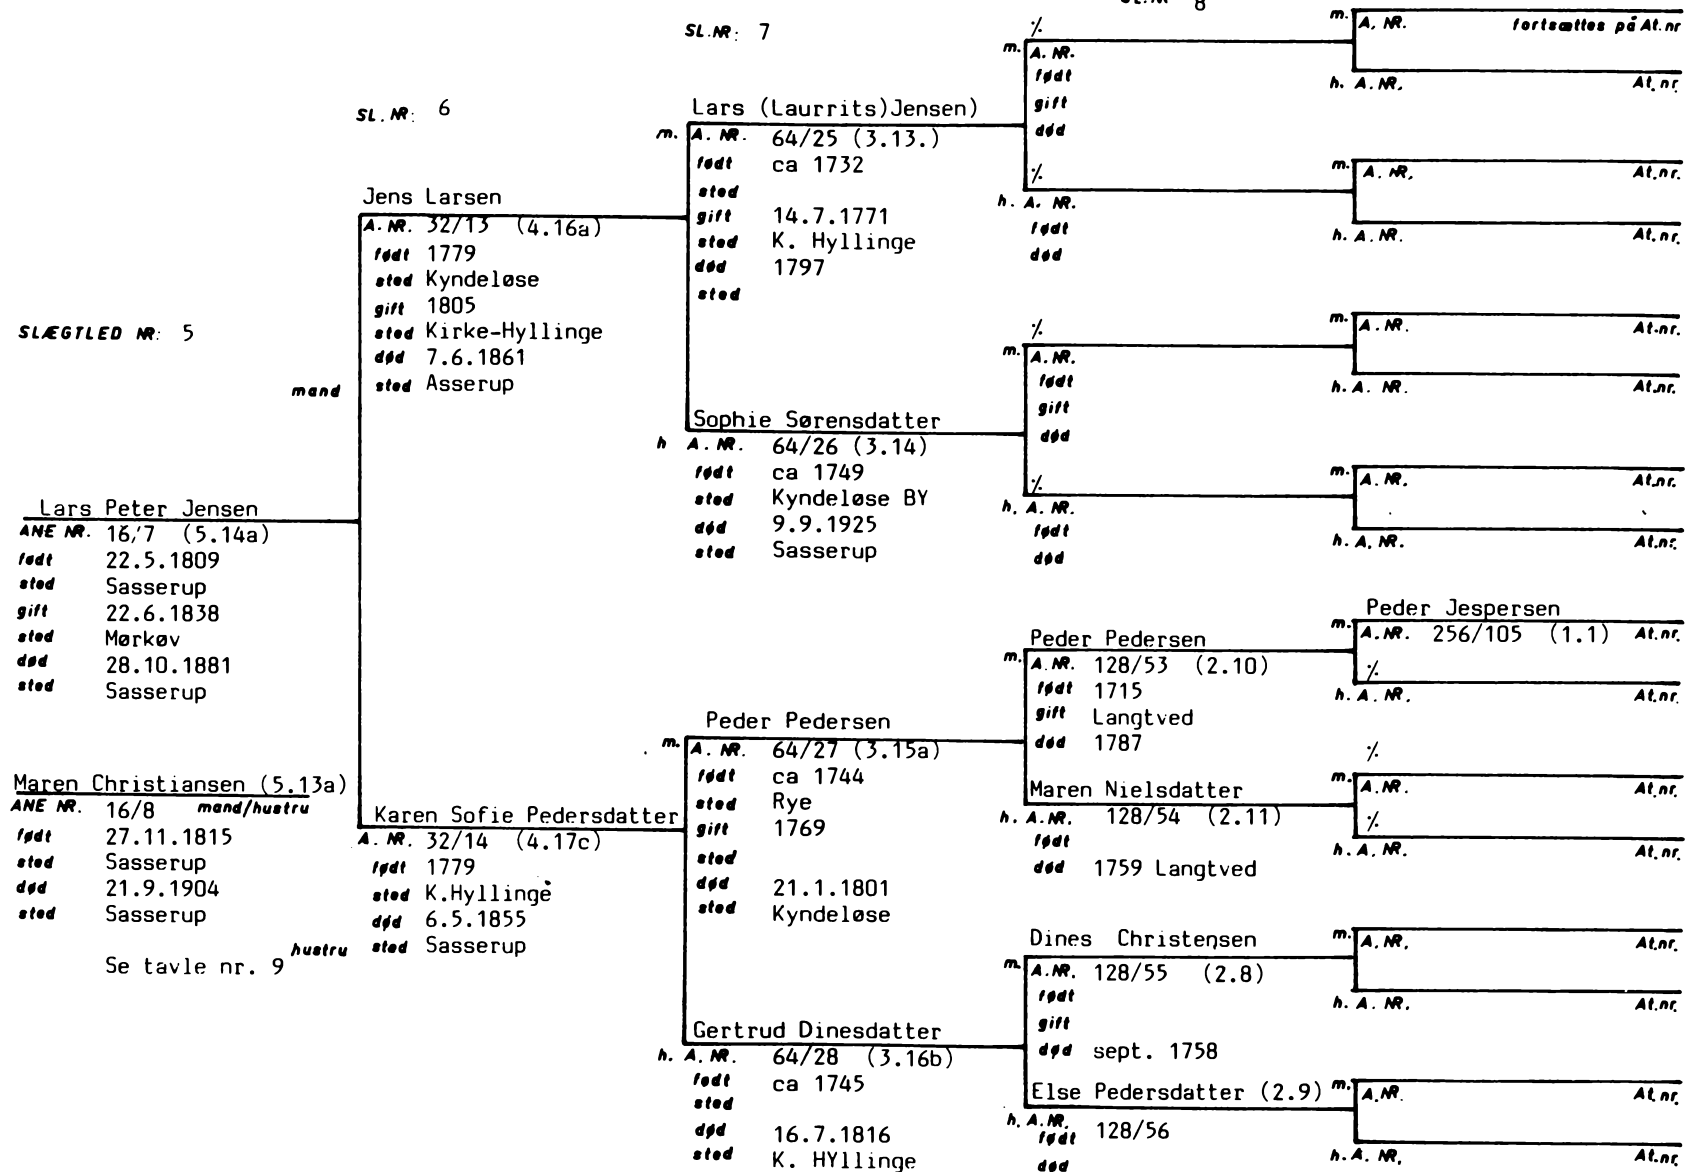 SLÆGTLED NR: 5
Lars Peter Jensen
ANE NR. 16/7 (5.14a)
født 22.5.1809
sted Sasserup
gift 22.6.1838
sted Mørkøv
død 28.10.1881
sted Sasserup
Maren Christiansen (5.13a)
ANE NR. 16/8 mand/hustru
født 27.11.1815
sted Sasserup
død 21.9.1904
sted Sasserup
Se tavle nr. 9
SL. NR: 6
mand
Jens Larsen
A. NR. 32/13 (4.16a)
født 1779
sted Kyndeløse
gift 1805
sted Kirke-Hyllinge
død 7.6.1861
sted Asserup
Karen Sofie Pedersdatter
A. NR. 32/14 (4.17c)
født 1779
sted K.Hyllinge
død 6.5.1855
hustru sted Sasserup
SL.NR: 7
Lars (Laurrits)Jensen)
m. A. NR. 64/25 (3.13.)
født ca 1732
sted
gift 14.7.1771
sted K. Hyllinge
død 1797
sted
Sophie Sørensdatter
h A. NR. 64/26 (3.14)
født ca 1749
sted Kyndeløse BY
død 9.9.1925
sted Sasserup
Peder Pedersen
m. A. NR. 64/27 (3.15a)
født ca 1744
sted Rye
gift 1769
sted
død 21.1.1801
sted Kyndeløse
Gertrud Dinesdatter
h. A. NR. 64/28 (3.16b)
født ca 1745
sted
død 16.7.1816
sted K. HYllinge
SL.NR 8
%
m. A. NR.
født
gift
død
%
h. A. NR.
født
død
%
m. A. NR.
født
gift
død
%
h. A. NR.
født
død
Peder Pedersen
m. A. NR. 128/53 (2.10)
født 1715
gift Langtved
død 1787
Maren Nielsdatter
h. A. NR. 128/54 (2.11)
født
død 1759 Langtved
Dines Christensen
m. A. NR. 128/55 (2.8)
født
gift
død sept. 1758
Else Pedersdatter (2.9)
h. A. NR. 128/56
født
død
m. A. NR. fortsættes på At.nr
h. A. NR. At.nr.
m. A. NR. At.nr.
h. A. NR. At.nr.
m. A. NR. At.nr.
h. A. NR. At.nr.
m. A. NR. At.nr.
h. A. NR. At.nr.
Peder Jespersen
m. A. NR. 256/105 (1.1) At.nr.
%
h. A. NR. At.nr.
%
m. A. NR. At.nr.
%
h. A. NR. At.nr.
m. A. NR. At.nr.
h. A. NR. At.nr.
m. A. NR. At.nr.
h. A. NR. At.nr.